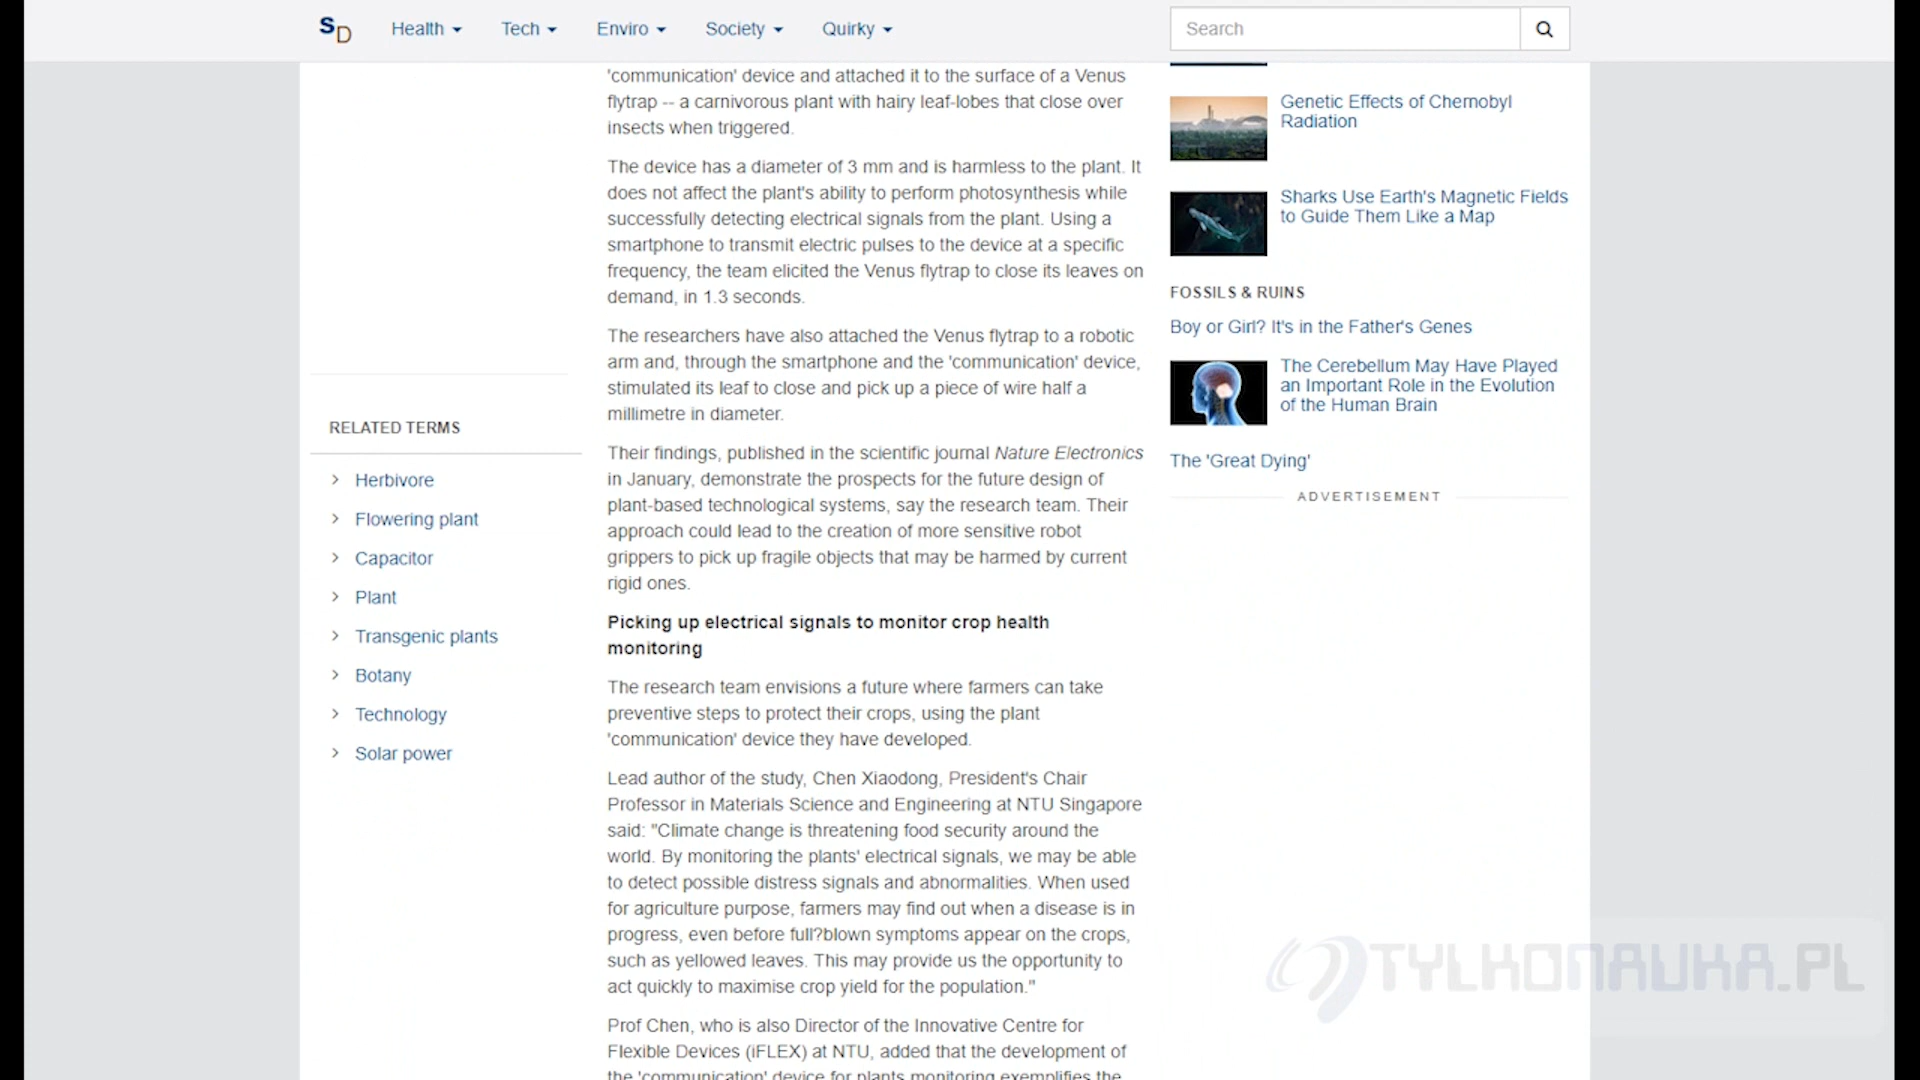 SD
Health
Tech
Enviro
Society
Quirky
Search
'communication' device and attached it to the surface of a Venus
flytrap -- a carnivorous plant with hairy leaf-lobes that close over
insects when triggered.
The device has a diameter of 3 mm and is harmless to the plant. It
does not affect the plant's ability to perform photosynthesis while
successfully detecting electrical signals from the plant. Using a
smartphone to transmit electric pulses to the device at a specific
frequency, the team elicited the Venus flytrap to close its leaves on
demand, in 1.3 seconds.
The researchers have also attached the Venus flytrap to a robotic
arm and, through the smartphone and the 'communication' device,
stimulated its leaf to close and pick up a piece of wire half a
millimetre in diameter.
Their findings, published in the scientific journal Nature Electronics
in January, demonstrate the prospects for the future design of
plant-based technological systems, say the research team. Their
approach could lead to the creation of more sensitive robot
grippers to pick up fragile objects that may be harmed by current
rigid ones.
Picking up electrical signals to monitor crop health
monitoring
The research team envisions a future where farmers can take
preventive steps to protect their crops, using the plant
'communication' device they have developed.
Lead author of the study, Chen Xiaodong, President's Chair
Professor in Materials Science and Engineering at NTU Singapore
said: "Climate change is threatening food security around the
world. By monitoring the plants' electrical signals, we may be able
to detect possible distress signals and abnormalities. When used
for agriculture purpose, farmers may find out when a disease is in
progress, even before full?blown symptoms appear on the crops,
such as yellowed leaves. This may provide us the opportunity to
act quickly to maximise crop yield for the population."
Prof Chen, who is also Director of the Innovative Centre for
Flexible Devices (iFLEX) at NTU, added that the development of
the 'communication' device for plants monitoring exemplifies the
RELATED TERMS
Herbivore
Flowering plant
Capacitor
Plant
Transgenic plants
Botany
Technology
Solar power
Genetic Effects of Chernobyl
Radiation
Sharks Use Earth's Magnetic Fields
to Guide Them Like a Map
FOSSILS & RUINS
Boy or Girl? It's in the Father's Genes
The Cerebellum May Have Played
an Important Role in the Evolution
of the Human Brain
The 'Great Dying'
ADVERTISEMENT
TYLKONAUKA.PL